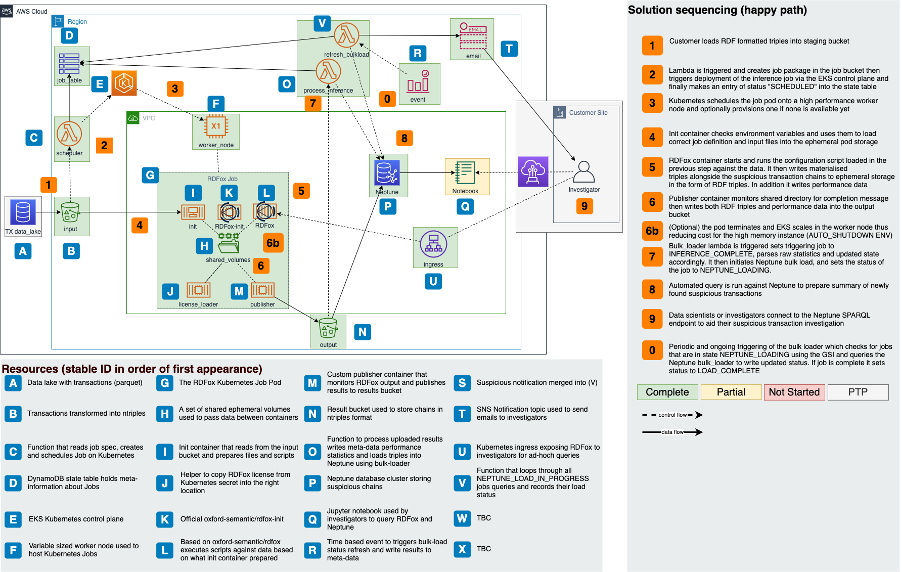 AWS Cloud
Region
D
job_table
V
refresh_bulkload
O
process_inference
email
T
R
E
3
0
event
7
F
C
scheduler
2
VPC
X1
worker_node
8
Customer Site
1
G
RDFox Job
5
I
K
L
init
RDFox-init
RDFox
Neptune
P
Notebook
Q
Investigator
9
TX data_lake
A
input
B
4
H
6b
shared_volumes
6
ingress
U
J
license_loader
M
publisher
output
N
Solution sequencing (happy path)
1
Customer loads RDF formatted triples into staging bucket
2
Lambda is triggered and creates job package in the job bucket then
triggers deployment of the inference job via the EKS control plane and
finally makes an entry of status "SCHEDULED" into the state table
3
Kubernetes schedules the job pod onto a high performance worker
node and optionally provisions one if none is available yet
4
Init container checks environment variables and uses them to load
correct job definition and input files into the ephemeral pod storage
5
RDFox container starts and runs the configuration script loaded in the
previous step against the data. It then writes materialised
triples alongside the suspicious transaction chains to ephemeral storage
in the form of RDF triples. In addition it writes performance data
6
Publisher container monitors shared directory for completion message
then writes both RDF triples and performance data into the output
bucket
6b
(Optional) the pod terminates and EKS scales in the worker node thus
reducing cost for the high memory instance (AUTO_SHUTDOWN ENV)
7
Bulk_loader lambda is triggered sets triggering job to
INFERENCE_COMPLETE, parses raw statistics and updated state
accordingly. It then initiates Neptune bulk load, and sets the status of
the job to NEPTUNE_LOADING.
8
Automated query is run against Neptune to prepare summary of newly
found suspicious transactions
9
Data scientists or investigators connect to the Neptune SPARQL
endpoint to aid their suspicious transaction investigation
0
Periodic and ongoing triggering of the bulk loader which checks for jobs
that are in state NEPTUNE_LOADING using the GSI and queries the
Neptune bulk_loader to write updated status. If job is complete it sets
status to LOAD_COMPLETE
Complete
Partial
Not Started
PTP
control flow
data flow
Resources (stable ID in order of first appearance)
A
Data lake with transactions (parquet)
B
Transactions transformed into ntriples
C
Function that reads job spec, creates
and schedules Job on Kubernetes
D
DynamoDB state table holds meta-
information about Jobs
E
EKS Kubernetes control plane
F
Variable sized worker node used to
host Kubernetes Jobs
G
The RDFox Kubernetes Job Pod
H
A set of shared ephemeral volumes
used to pass data between containers
I
Init container that reads from the input
bucket and prepares files and scripts
J
Helper to copy RDFox license from
Kubernetes secret into the right
location
K
Official oxford-semantic/rdfox-init
L
Based on oxford-semantic/rdfox
executes scripts against data based
on what init container prepared
M
Custom publisher container that
monitors RDFox output and publishes
results to results bucket
N
Result bucket used to store chains in
ntriples format
O
Function to process uploaded results
writes meta-data performance
statistics and loads triples into
Neptune using bulk-loader
P
Neptune database cluster storing
suspicious chains
Q
Jupyter notebook used by
investigators to query RDFox and
Neptune
R
Time based event to triggers bulk-load
status refresh and write results to
meta-data
S
Suspicious notification merged into (V)
T
SNS Notification topic used to send
emails to investigators
U
Kubernetes ingress exposing RDFox to
investigators for ad-hoc queries
V
Function that loops through all
NEPTUNE_LOAD_IN_PROGRESS
jobs queries and records their load
status
W
TBC
X
TBC